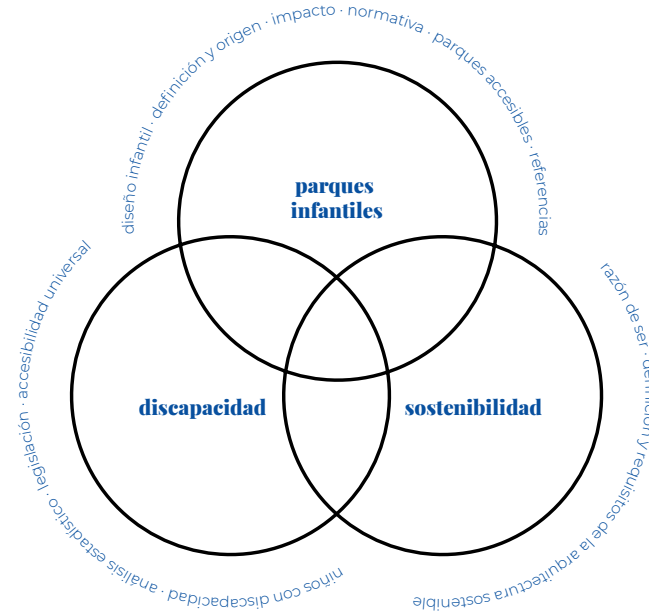 diseño infantil · definición y origen · impacto · normativa · parques accesibles · referencias
parques
infantiles
discapacidad
sostenibilidad
niños con discapacidad · análisis estadístico · legislación · accesibilidad universal
razón de ser · definición y requisitos de la arquitectura sostenible